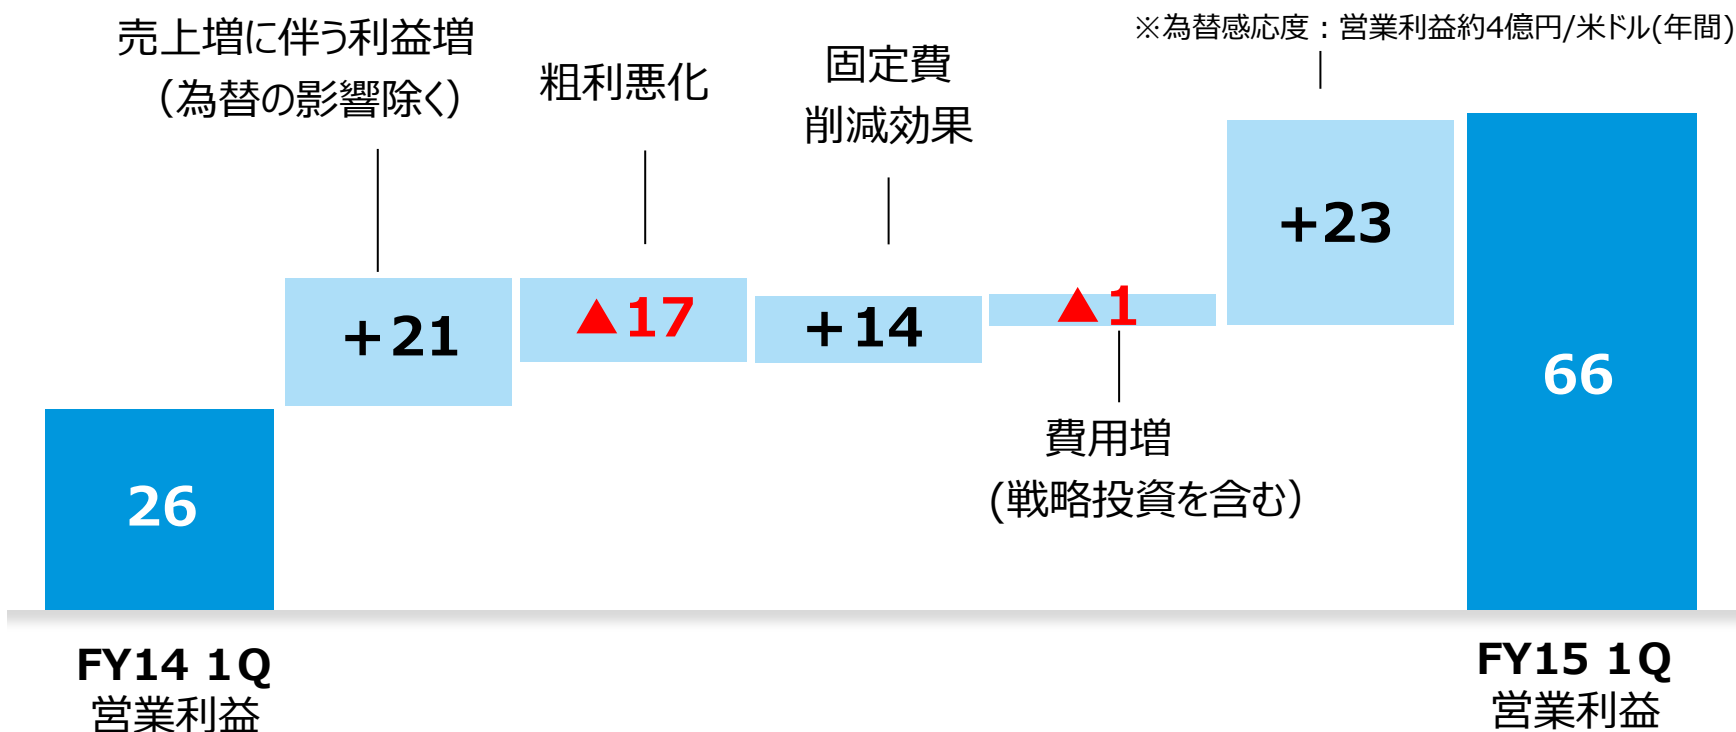 ※為替感応度：営業利益約4億円/米ドル(年間)
売上増に伴う利益増
（為替の影響除く）
粗利悪化
固定費
削減効果
+21
▲17
+14
▲1
+23
費用増
(戦略投資を含む）
26
66
FY14 1Q
営業利益
FY15 1Q
営業利益